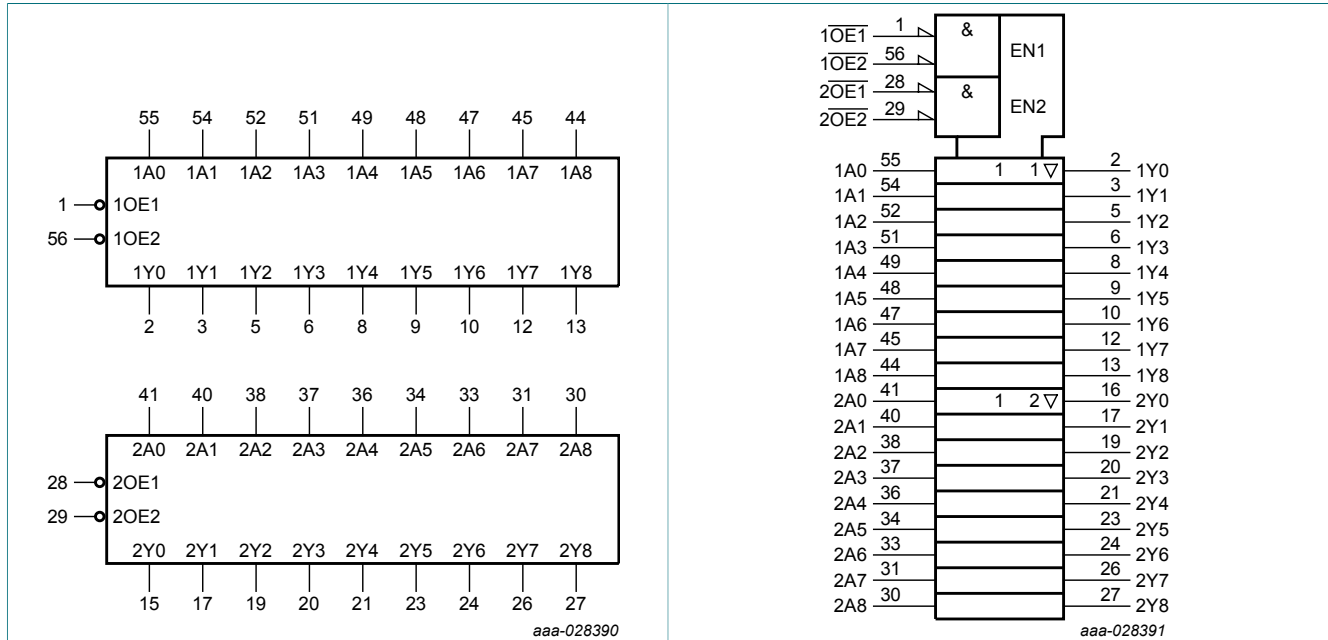 55 54 52 51 49 48 47 45 44
1A0 1A1 1A2 1A3 1A4 1A5 1A6 1A7 1A8
1 1OE1
56 1OE2
1Y0 1Y1 1Y2 1Y3 1Y4 1Y5 1Y6 1Y7 1Y8
2 3 5 6 8 9 10 12 13
41 40 38 37 36 34 33 31 30
2A0 2A1 2A2 2A3 2A4 2A5 2A6 2A7 2A8
28 2OE1
29 2OE2
2Y0 2Y1 2Y2 2Y3 2Y4 2Y5 2Y6 2Y7 2Y8
15 17 19 20 21 23 24 26 27
aaa-028390
1OE1 1 & EN1
1OE2 56
2OE1 28 & EN2
2OE2 29
1A0 55 1 1 ▽ 2 1Y0
1A1 54 3 1Y1
1A2 52 5 1Y2
1A3 51 6 1Y3
1A4 49 8 1Y4
1A5 48 9 1Y5
1A6 47 10 1Y6
1A7 45 12 1Y7
1A8 44 13 1Y8
2A0 41 1 2 ▽ 16 2Y0
2A1 40 17 2Y1
2A2 38 19 2Y2
2A3 37 20 2Y3
2A4 36 21 2Y4
2A5 34 23 2Y5
2A6 33 24 2Y6
2A7 31 26 2Y7
2A8 30 27 2Y8
aaa-028391